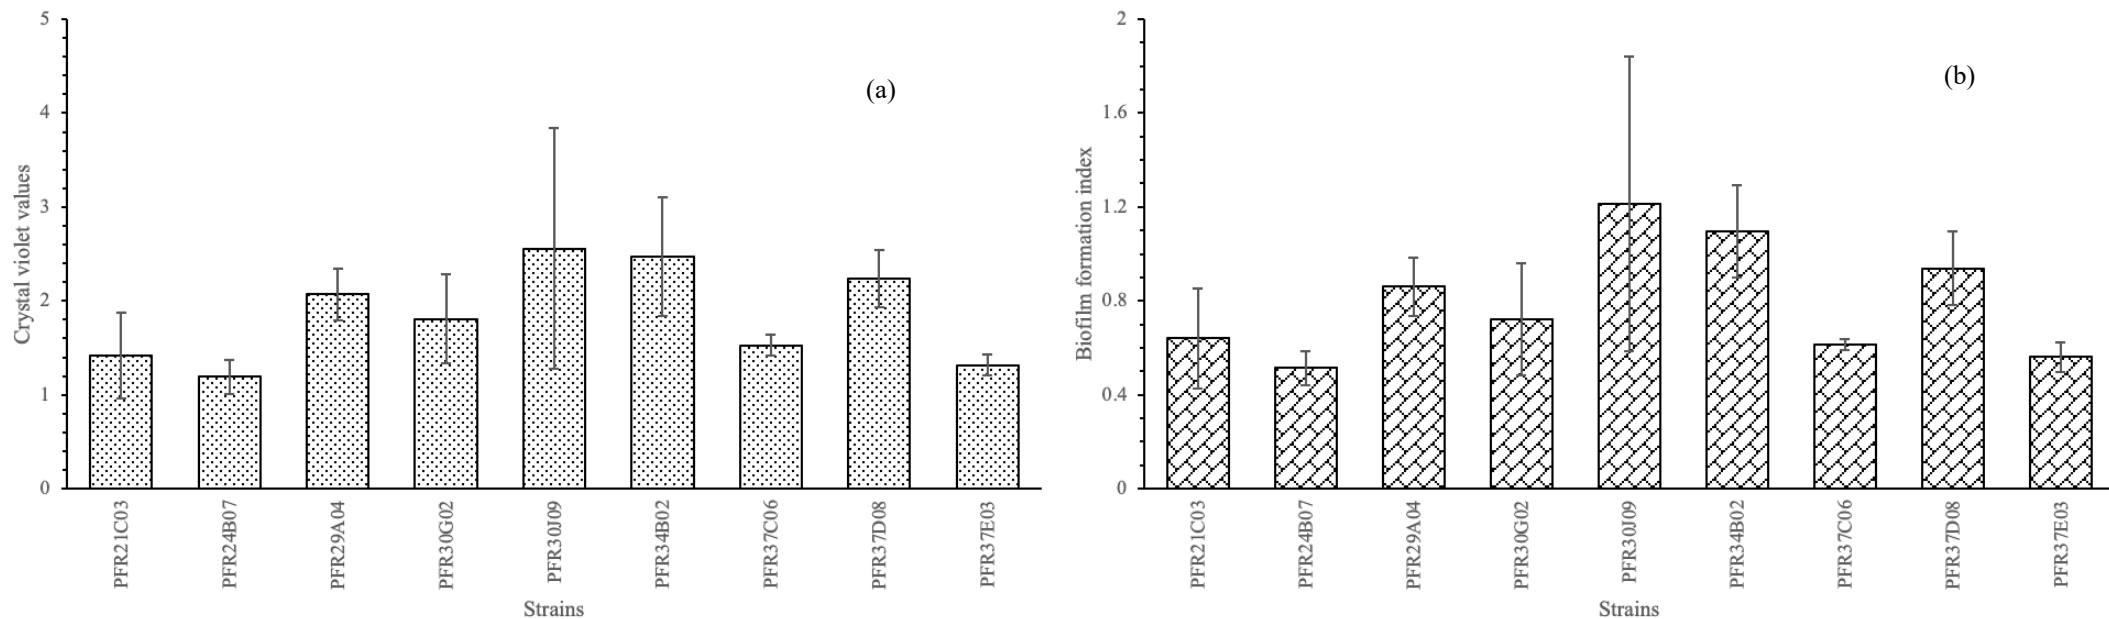 5
4
3
2
1
0
Crystal violet values
(a)
PFR21C03
PFR24B07
PFR29A04
PFR30G02
PFR30J09
PFR34B02
PFR37C06
PFR37D08
PFR37E03
Strains
2
1.6
1.2
0.8
0.4
0
Biofilm formation index
(b)
PFR21C03
PFR24B07
PFR29A04
PFR30G02
PFR30J09
PFR34B02
PFR37C06
PFR37D08
PFR37E03
Strains